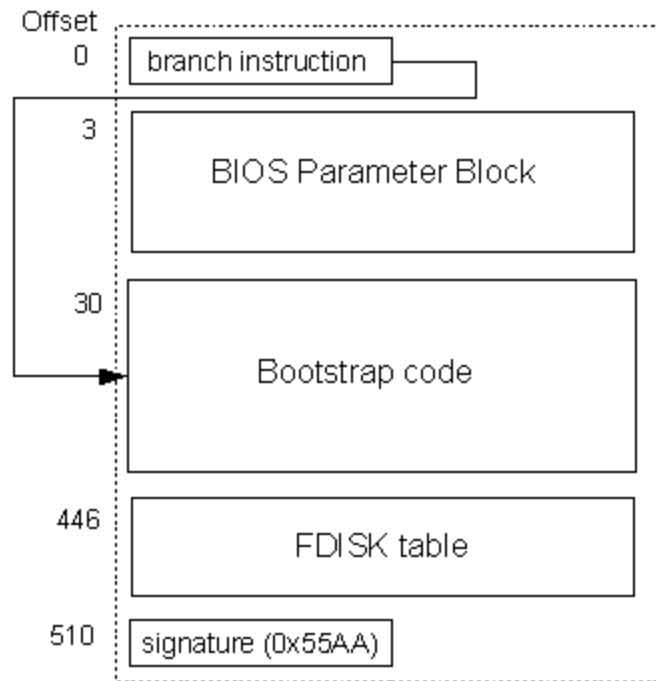 Offset
0
branch instruction
3
BIOS Parameter Block
30
Bootstrap code
446
FDISK table
510
signature (0x55AA)